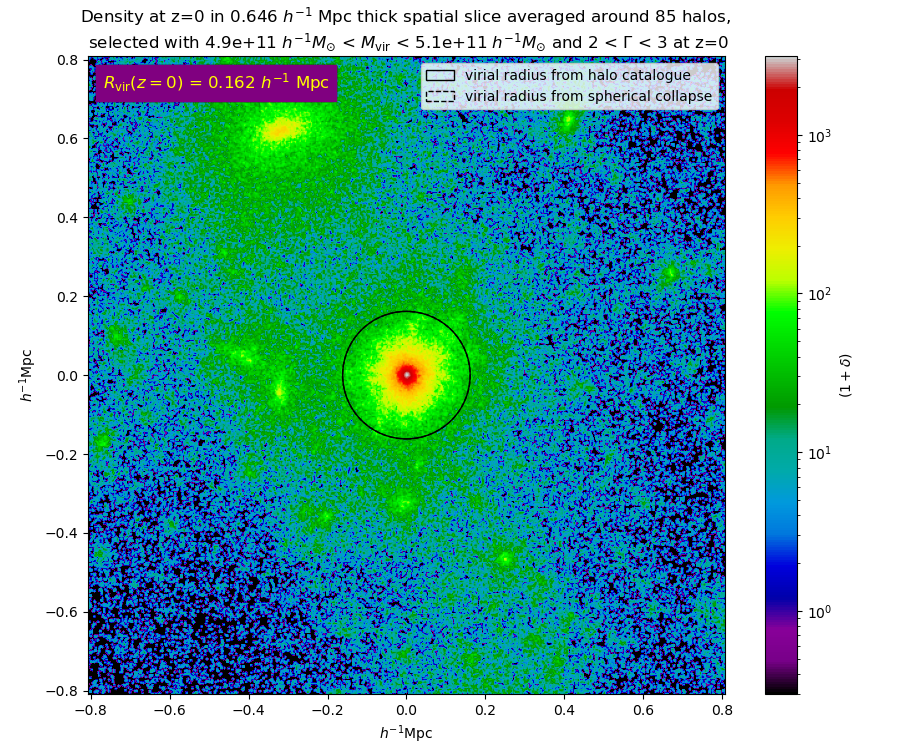 Density at z=0 in 0.646 h⁻¹ Mpc thick spatial slice averaged around 85 halos,
selected with 4.9e+11 h⁻¹M⊙ < Mvir < 5.1e+11 h⁻¹M⊙ and 2 < Γ < 3 at z=0
Rvir(z = 0) = 0.162 h⁻¹ Mpc
virial radius from halo catalogue
virial radius from spherical collapse
0.8
0.6
0.4
0.2
0.0
−0.2
−0.4
−0.6
−0.8
h⁻¹Mpc
−0.8 −0.6 −0.4 −0.2 0.0 0.2 0.4 0.6 0.8
h⁻¹Mpc
10³
10²
10¹
10⁰
(1 + δ)